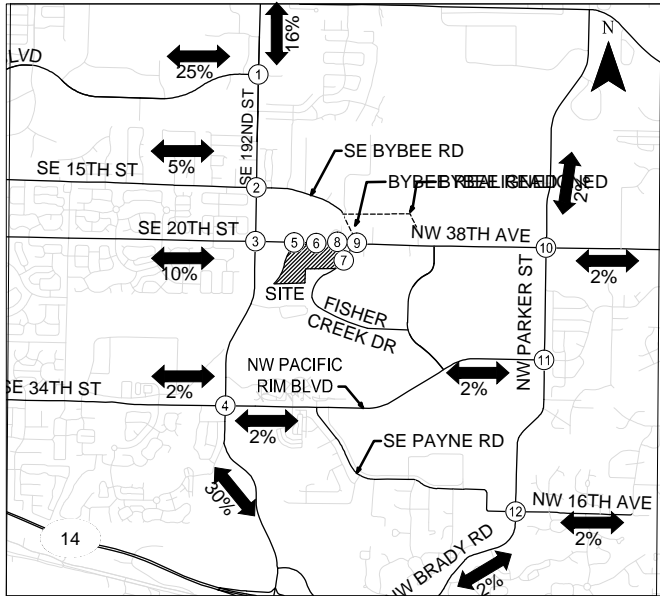 16%
N
LVD
25%
1
SE 192ND ST
5%
SE BYBEE RD
SE 15TH ST
2
2%
SE 20TH ST
3
5
6
8
9
NW 38TH AVE
10
7
10%
2%
SITE
NW PARKER ST
FISHER
CREEK DR
NW PACIFIC
RIM BLVD
11
2%
2%
SE 34TH ST
4
2%
SE PAYNE RD
30%
NW 16TH AVE
12
14
2%
NW BRADY RD
2%